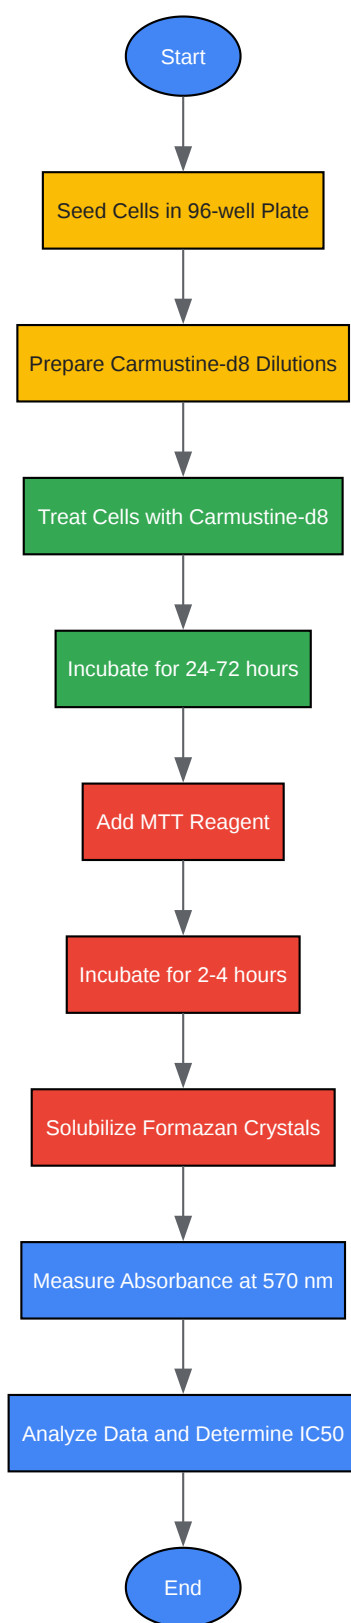 Start
Seed Cells in 96-well Plate
Prepare Carmustine-d8 Dilutions
Treat Cells with Carmustine-d8
Incubate for 24-72 hours
Add MTT Reagent
Incubate for 2-4 hours
Solubilize Formazan Crystals
Measure Absorbance at 570 nm
Analyze Data and Determine IC50
End